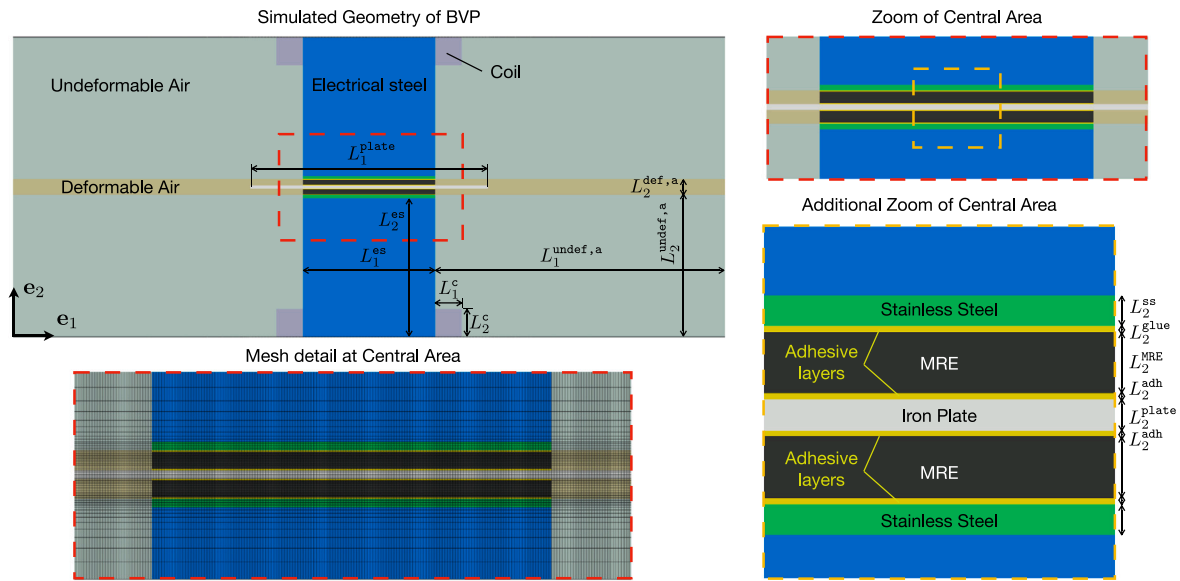 Simulated Geometry of BVP
Undeformable Air
Electrical steel
Coil
L_1^plate
Deformable Air
L_2^def,a
L_2^es
L_2^undef,a
L_1^es
L_1^undef,a
L_1^c
L_2^c
e_2
e_1
Zoom of Central Area
Mesh detail at Central Area
Additional Zoom of Central Area
Stainless Steel
L_2^ss
L_2^glue
Adhesive
layers
MRE
L_2^MRE
L_2^adh
Iron Plate
L_2^plate
L_2^adh
Adhesive
layers
MRE
Stainless Steel